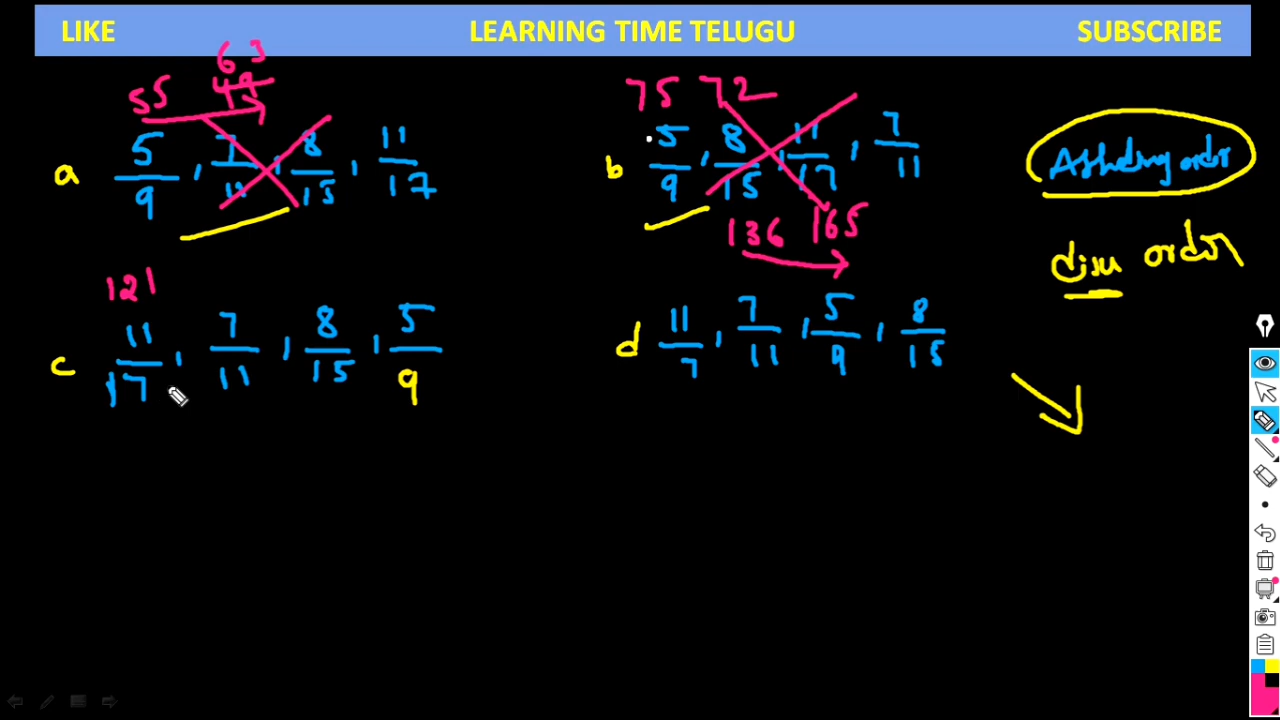 LIKE LEARNING TIME TELUGU SUBSCRIBE
55 63 49
a 5/9, 7/11, 8/15, 11/17
75 72
b 5/9, 8/15, 11/17, 7/11
136 165
order
order
121
c 11/17, 7/11, 8/15, 5/9
d 11/7, 7/11, 5/9, 8/15